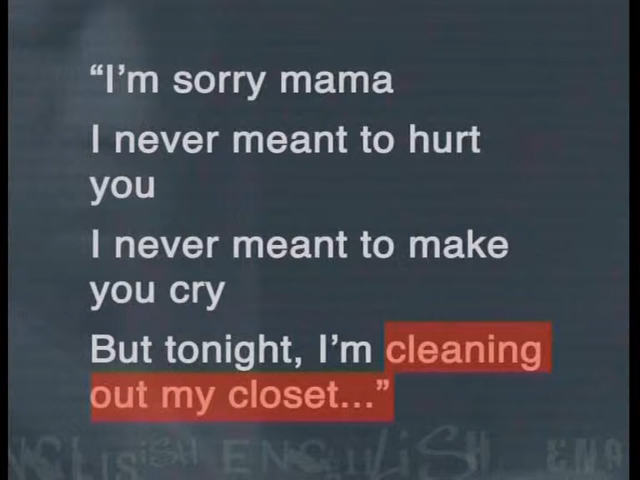 “I’m sorry mama
I never meant to hurt
you
I never meant to make
you cry
But tonight, I’m cleaning
out my closet...”
ENGLISH